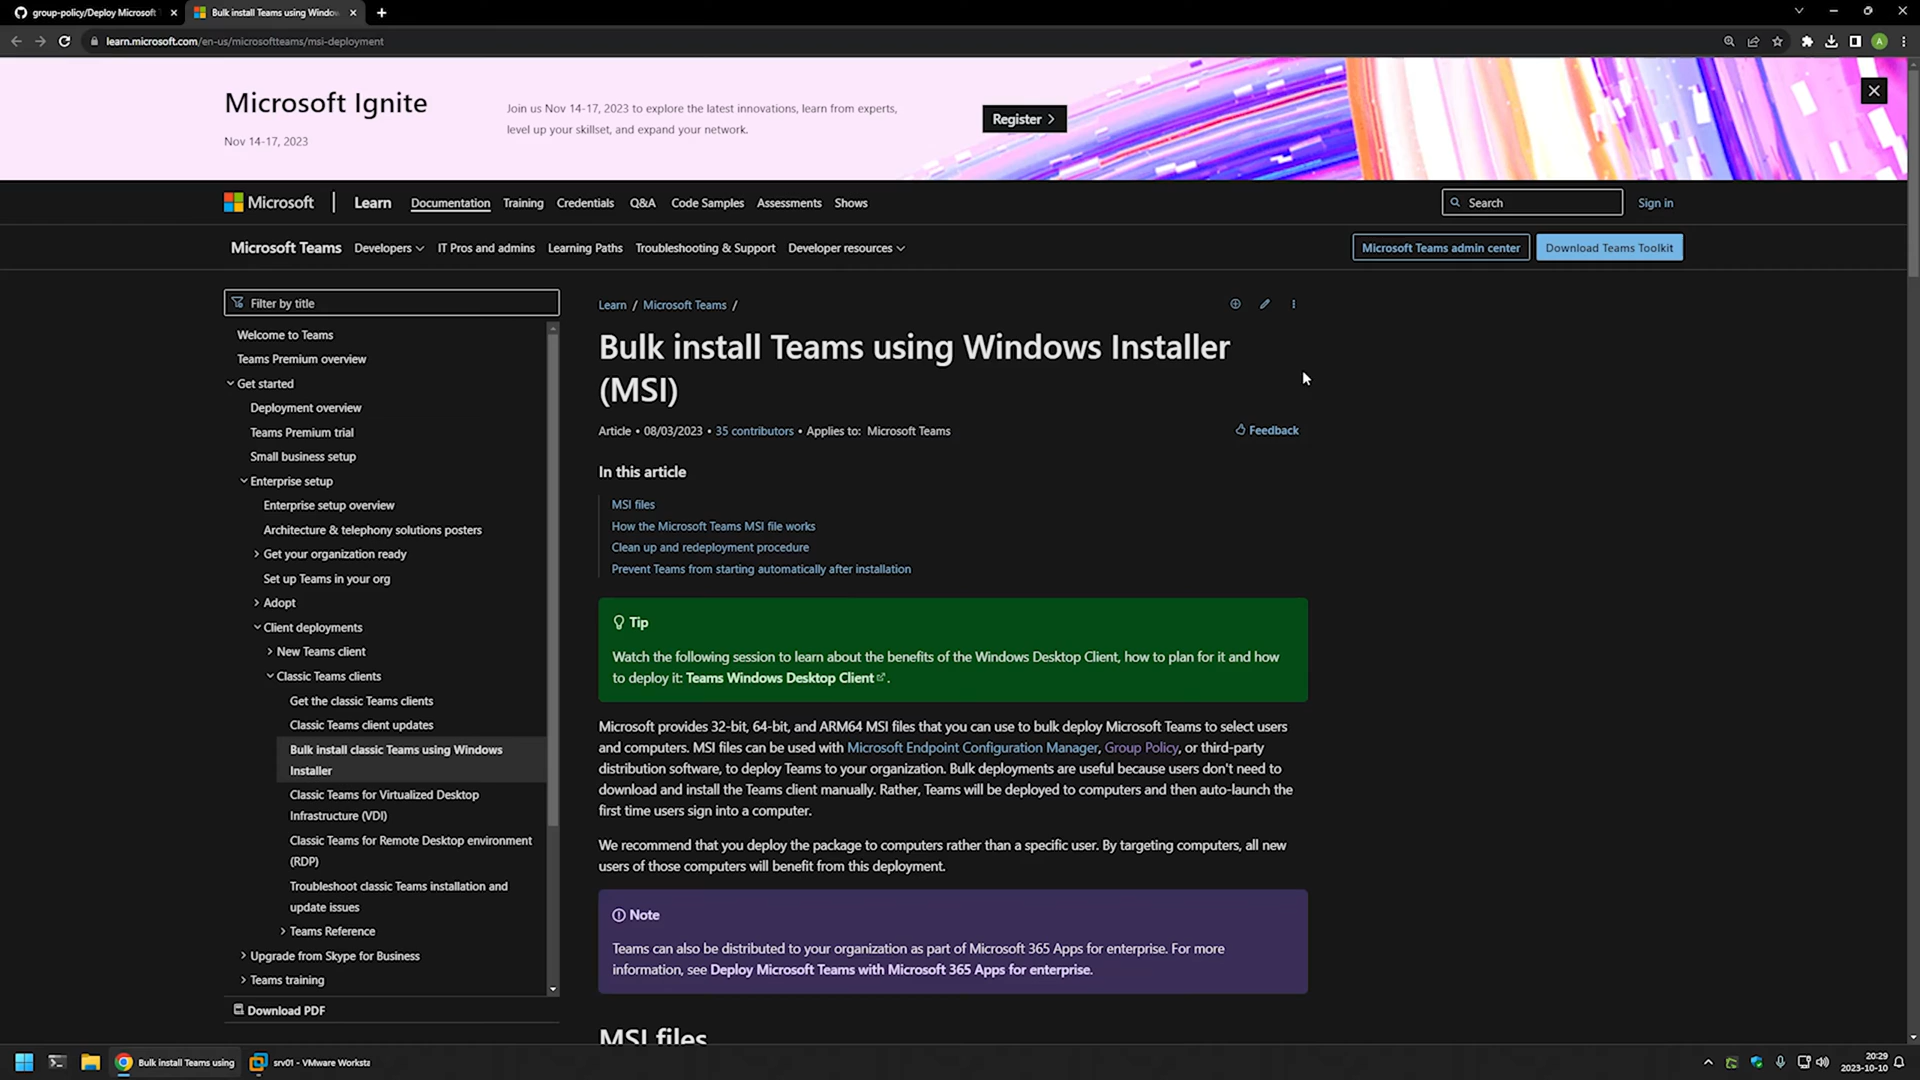 group-policy/Deploy Microsoft
Bulk install Teams using Window
learn.microsoft.com/en-us/microsoftteams/msi-deployment
A
Microsoft Ignite
Nov 14-17, 2023
Join us Nov 14-17, 2023 to explore the latest innovations, learn from experts,
level up your skillset, and expand your network.
Register
Microsoft
Learn
Documentation
Training
Credentials
Q&A
Code Samples
Assessments
Shows
Search
Sign in
Microsoft Teams
Developers
IT Pros and admins
Learning Paths
Troubleshooting & Support
Developer resources
Microsoft Teams admin center
Download Teams Toolkit
Filter by title
Welcome to Teams
Teams Premium overview
Get started
Deployment overview
Teams Premium trial
Small business setup
Enterprise setup
Enterprise setup overview
Architecture & telephony solutions posters
Get your organization ready
Set up Teams in your org
Adopt
Client deployments
New Teams client
Classic Teams clients
Get the classic Teams clients
Classic Teams client updates
Bulk install classic Teams using Windows
Installer
Classic Teams for Virtualized Desktop
Infrastructure (VDI)
Classic Teams for Remote Desktop environment
(RDP)
Troubleshoot classic Teams installation and
update issues
Teams Reference
Upgrade from Skype for Business
Teams training
Download PDF
Learn / Microsoft Teams /
Bulk install Teams using Windows Installer
(MSI)
Article • 08/03/2023 • 35 contributors • Applies to: Microsoft Teams
Feedback
In this article
MSI files
How the Microsoft Teams MSI file works
Clean up and redeployment procedure
Prevent Teams from starting automatically after installation
Tip
Watch the following session to learn about the benefits of the Windows Desktop Client, how to plan for it and how
to deploy it: Teams Windows Desktop Client.
Microsoft provides 32-bit, 64-bit, and ARM64 MSI files that you can use to bulk deploy Microsoft Teams to select users
and computers. MSI files can be used with Microsoft Endpoint Configuration Manager, Group Policy, or third-party
distribution software, to deploy Teams to your organization. Bulk deployments are useful because users don't need to
download and install the Teams client manually. Rather, Teams will be deployed to computers and then auto-launch the
first time users sign into a computer.
We recommend that you deploy the package to computers rather than a specific user. By targeting computers, all new
users of those computers will benefit from this deployment.
Note
Teams can also be distributed to your organization as part of Microsoft 365 Apps for enterprise. For more
information, see Deploy Microsoft Teams with Microsoft 365 Apps for enterprise.
MSI files
Bulk install Teams using
srv01 - VMware Worksta
20:29
2023-10-10